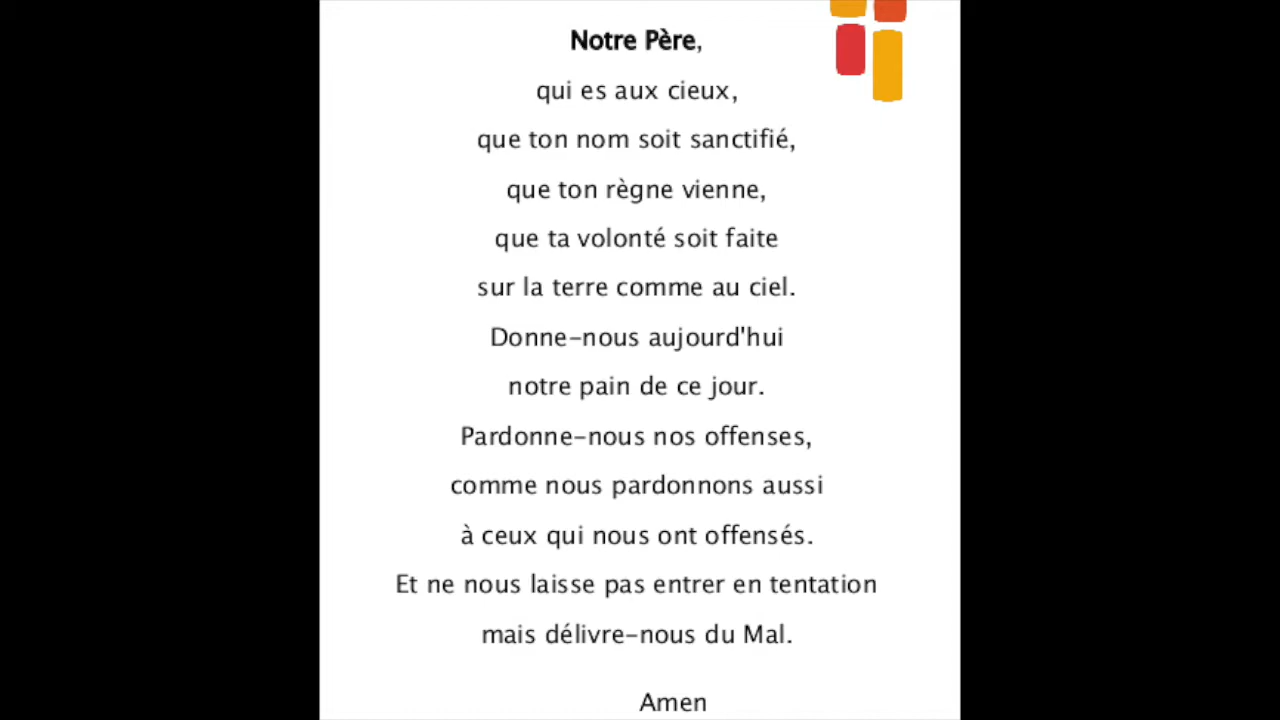 Notre Père,
qui es aux cieux,
que ton nom soit sanctifié,
que ton règne vienne,
que ta volonté soit faite
sur la terre comme au ciel.
Donne-nous aujourd'hui
notre pain de ce jour.
Pardonne-nous nos offenses,
comme nous pardonnons aussi
à ceux qui nous ont offensés.
Et ne nous laisse pas entrer en tentation
mais délivre-nous du Mal.
Amen